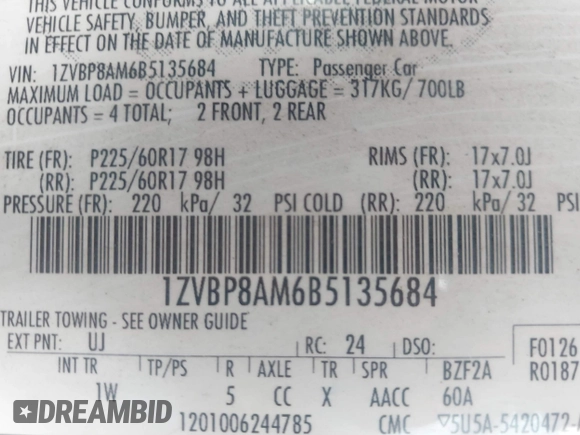 THIS VEHICLE CONFORMS TO ALL APPLICABLE FEDERAL MOTOR
VEHICLE SAFETY, BUMPER, AND THEFT PREVENTION STANDARDS
IN EFFECT ON THE DATE OF MANUFACTURE SHOWN ABOVE.
VIN: 1ZVBP8AM6B5135684 TYPE: Passenger Car
MAXIMUM LOAD = OCCUPANTS + LUGGAGE = 317KG/700LB
OCCUPANTS = 4 TOTAL; 2 FRONT, 2 REAR
TIRE (FR): P225/60R17 98H RIMS (FR): 17x7.0J
(RR): P225/60R17 98H (RR): 17x7.0J
PRESSURE (FR): 220 kPa/ 32 PSI COLD (RR): 220 kPa/ 32 PSI
1ZVBP8AM6B5135684
TRAILER TOWING - SEE OWNER GUIDE
EXT PNT: UJ RC: 24 DSO: F0126
INT TR TP/PS R AXLE TR SPR BZF2A R0187
1W 5 CC X AACC 60A
1201006244785 CMC ▽5U5A-5420472-
DREAMBID